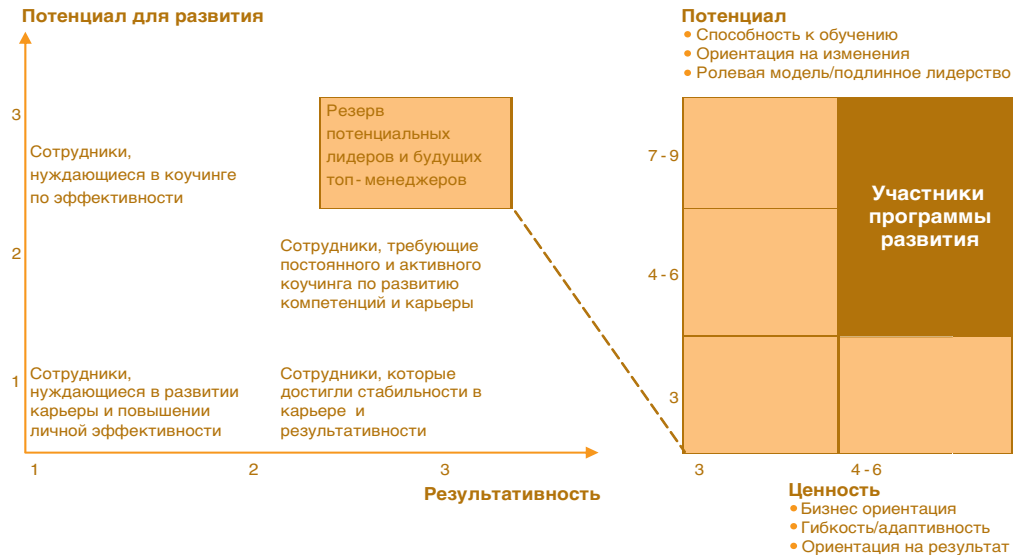 Потенциал для развития
3
2
1
Сотрудники,
нуждающиеся в коучинге
по эффективности
Резерв
потенциальных
лидеров и будущих
топ-менеджеров
Сотрудники, требующие
постоянного и активного
коучинга по развитию
компетенций и карьеры
Сотрудники,
нуждающиеся в развитии
карьеры и повышении
личной эффективности
Сотрудники, которые
достигли стабильности в
карьере и
результативности
1
2
3
Результативность
Потенциал
• Способность к обучению
• Ориентация на изменения
• Ролевая модель/подлинное лидерство
7-9
4-6
3
Участники
программы
развития
3
4-6
Ценность
• Бизнес ориентация
• Гибкость/адаптивность
• Ориентация на результат